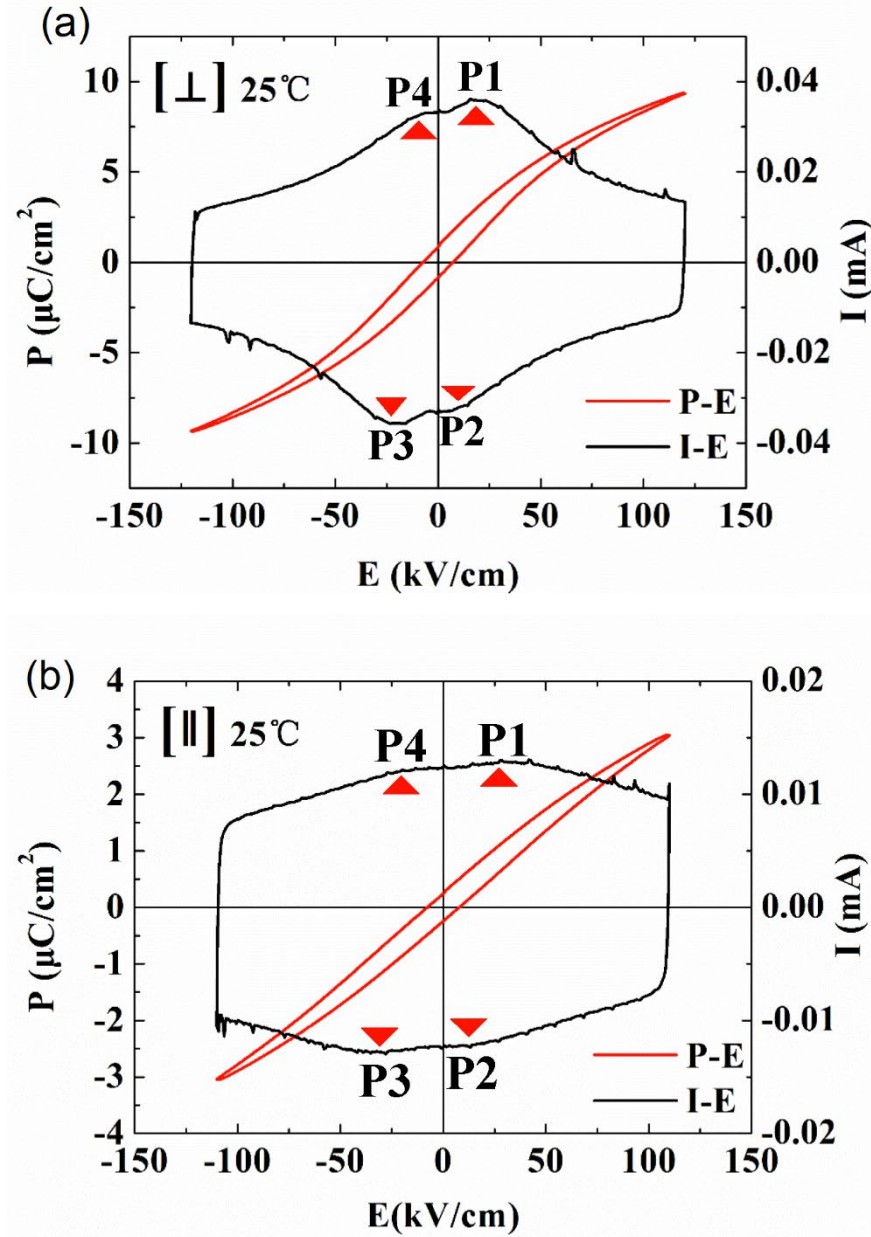 (a)
[⊥] 25℃
P4
P1
P3
P2
P-E
I-E
10
5
0
-5
-10
P (μC/cm²)
0.04
0.02
0.00
-0.02
-0.04
I (mA)
-150 -100 -50 0 50 100 150
E (kV/cm)
(b)
[∥] 25℃
P4
P1
P3
P2
P-E
I-E
4
3
2
1
0
-1
-2
-3
-4
P (μC/cm²)
0.02
0.01
0.00
-0.01
-0.02
I (mA)
-150 -100 -50 0 50 100 150
E(kV/cm)